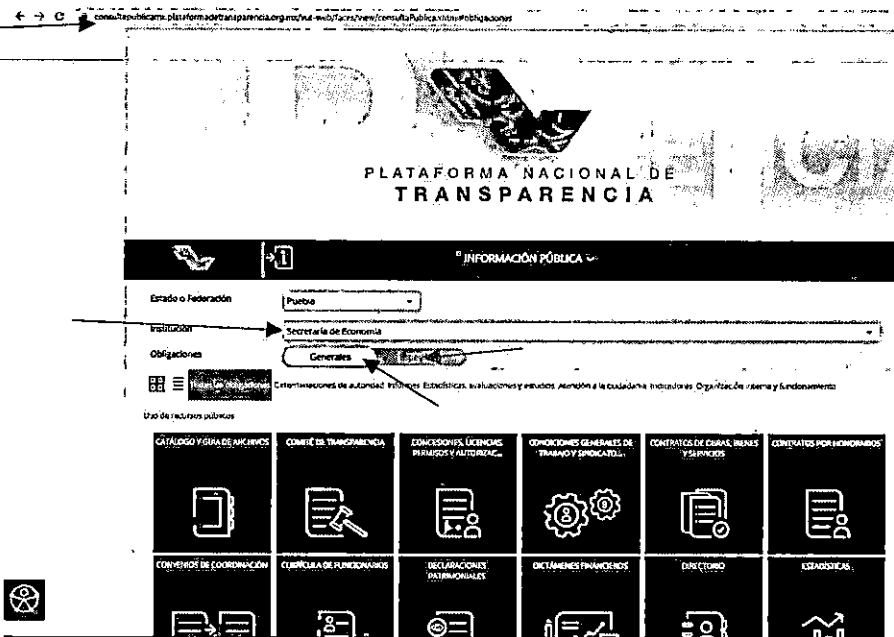 consultapublicamx.plataformadetransparencia.org.mx/vut-web/faces/view/consultaPublica.xhtml#obligaciones
PLATAFORMA NACIONAL DE
TRANSPARENCIA
INFORMACIÓN PÚBLICA
Estado o Federación
Puebla
Institución
Secretaría de Economía
Obligaciones
Generales
Todas las obligaciones Determinaciones de autoridad Informes Estadísticas, evaluaciones y estudios Atención a la ciudadanía Indicadores Organización interna y funcionamiento
Uso de recursos públicos
CATÁLOGO Y GUÍA DE ARCHIVOS
COMITÉ DE TRANSPARENCIA
CONCESIONES, LICENCIAS,
PERMISOS Y AUTORIZAC...
CONDICIONES GENERALES DE
TRABAJO Y SINDICATO...
CONTRATOS DE OBRAS, BIENES
Y SERVICIOS
CONTRATOS POR HONORARIOS
CONVENIOS DE COORDINACIÓN
CURRÍCULA DE FUNCIONARIOS
DECLARACIONES
PATRIMONIALES
DICTÁMENES FINANCIEROS
DIRECTORIO
ESTADÍSTICAS